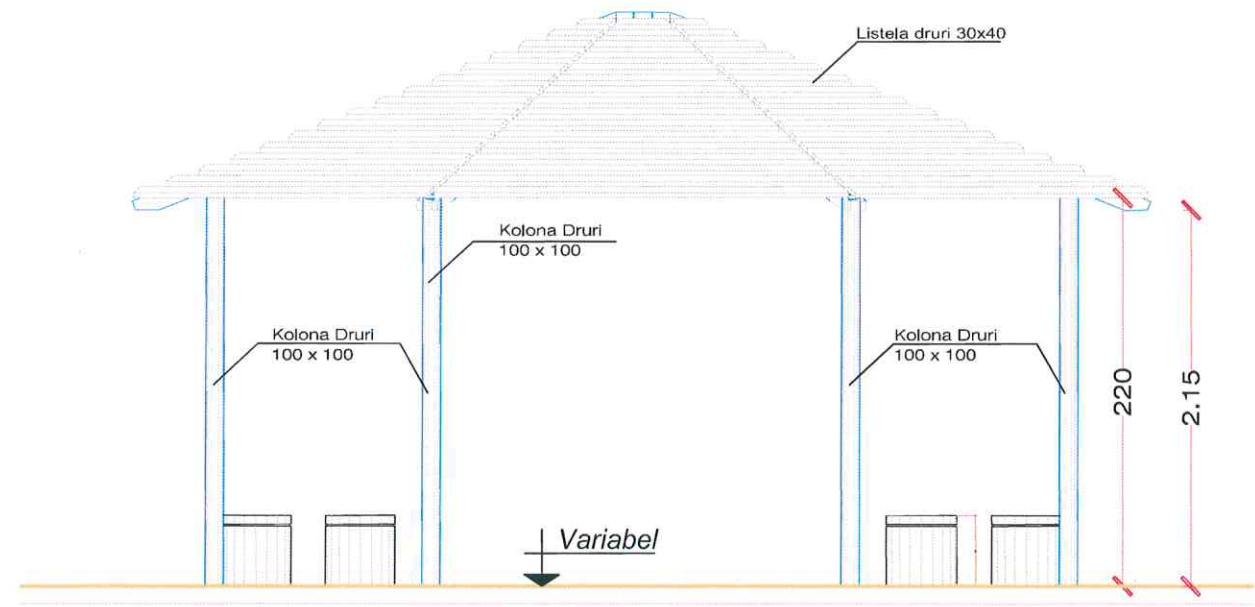 Listela druri 30x40
Kolona Druri
100 x 100
Kolona Druri
100 x 100
Kolona Druri
100 x 100
220
2.15
Variabel